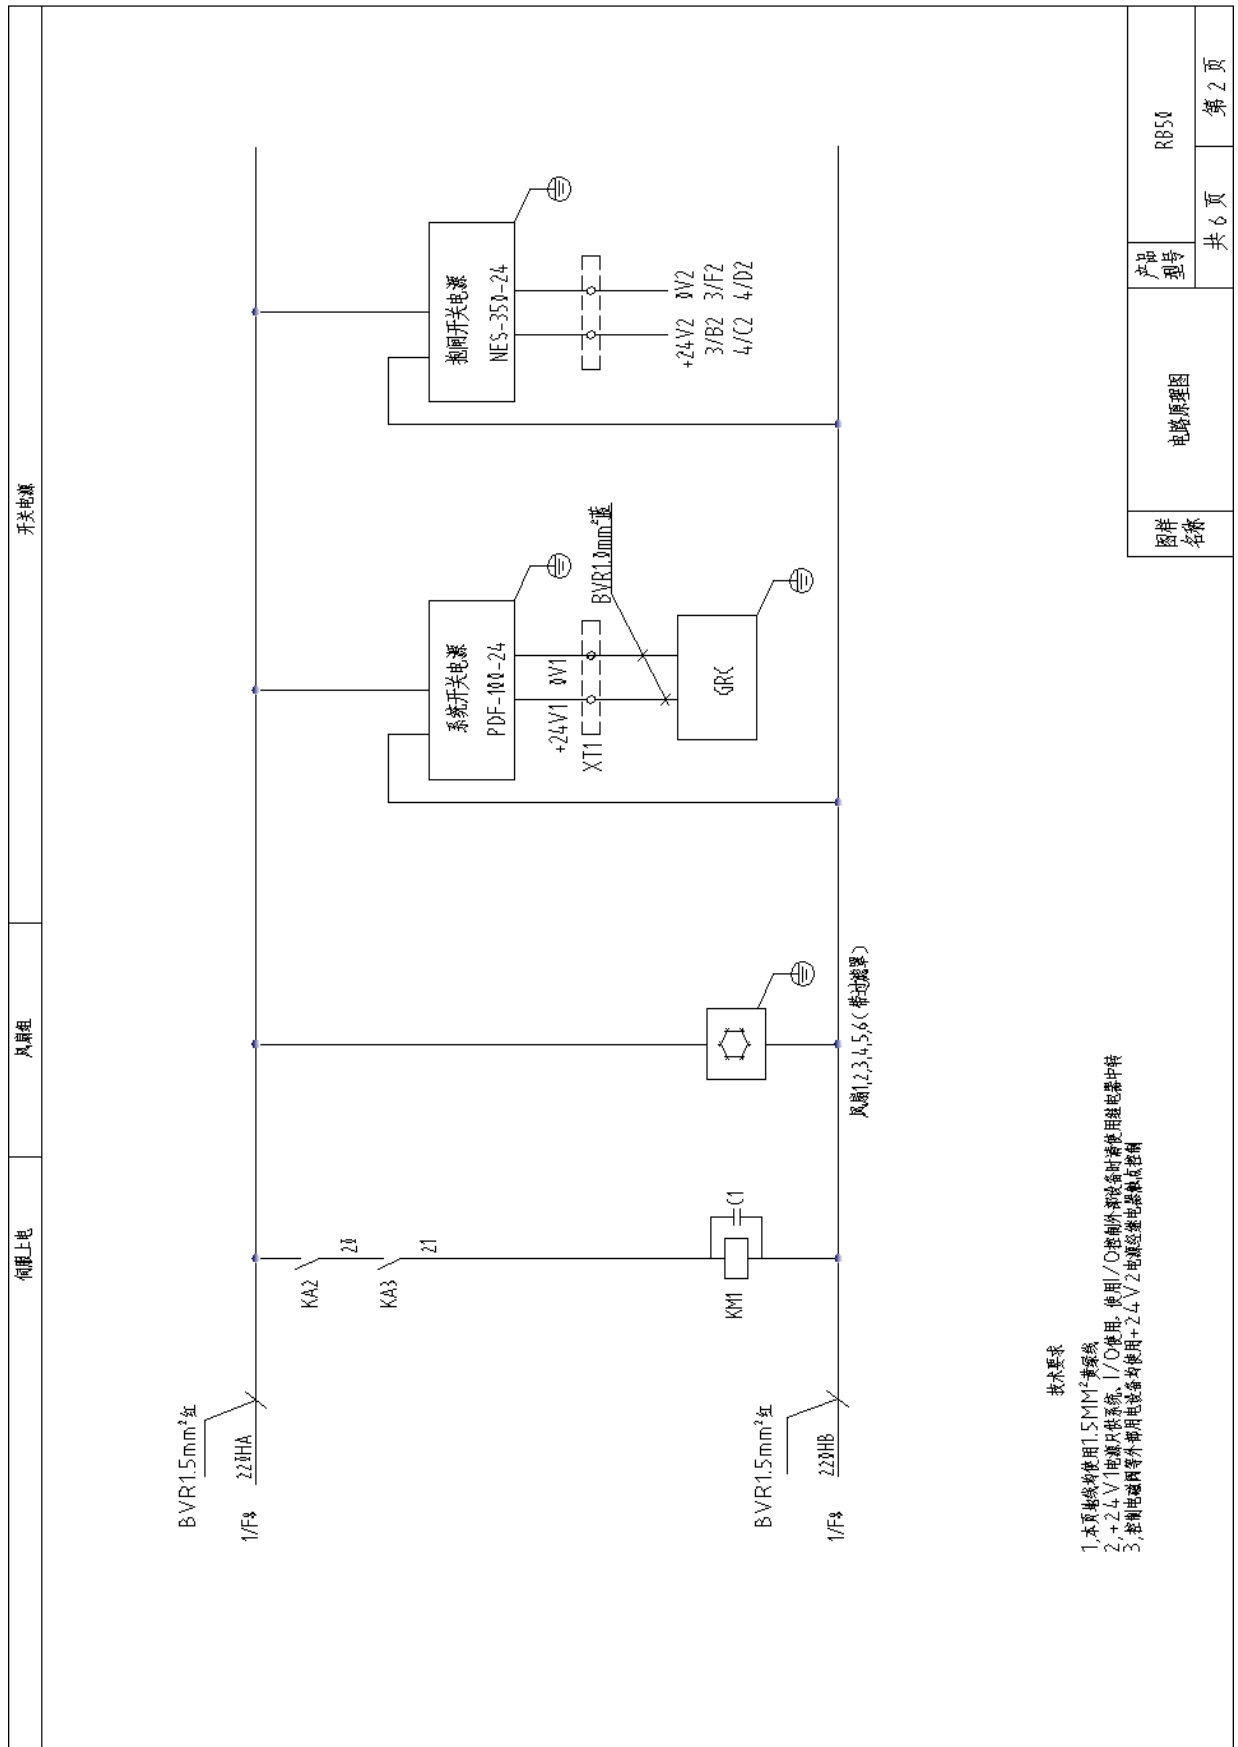 伺服上电
风扇组
开关电源
BVR1.5mm²红
220HA
1/F8
KA2
20
KA3
21
KM1
C1
BVR1.5mm²红
220HB
1/F8
风扇1,2,3,4,5,6(带过滤罩)
系统开关电源
PDF-100-24
+24V1 0V1
XT1
BVR1.0mm²蓝
GRC
抱闸开关电源
NES-350-24
+24V2 0V2
3/B2 3/F2
4/C2 4/D2
技术要求
1,本页地线均使用1.5MM²黄绿线
2,+24V1电源只供系统、I/O使用，使用I/O控制外部设备时请使用继电器中转
3,控制电磁阀等外部用电设备均使用+24V2电源经继电器触点控制
图样名称
电路原理图
产品型号
RB50
共 6 页
第 2 页